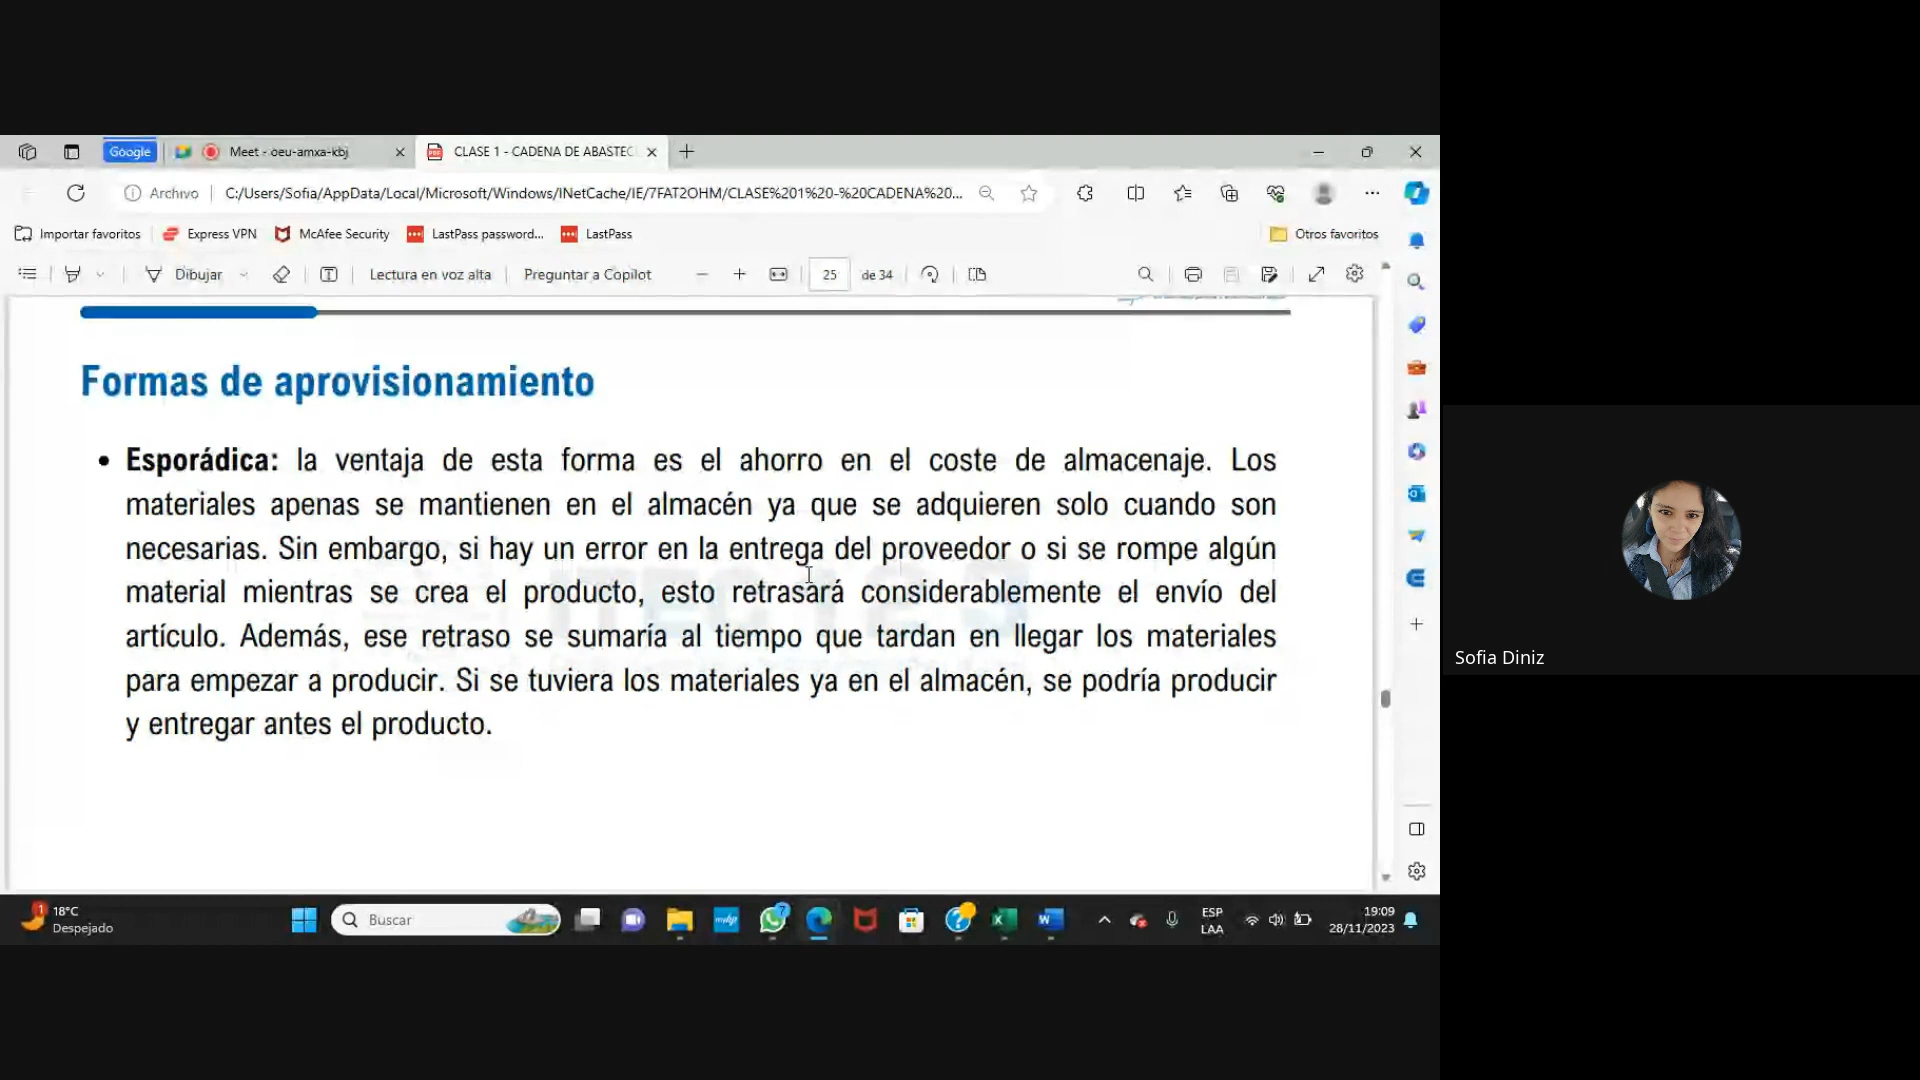 Google
Meet - oeu-amxa-kbj
CLASE 1 - CADENA DE ABASTEC
Archivo
C:/Users/Sofia/AppData/Local/Microsoft/Windows/INetCache/IE/7FAT2OHM/CLASE%201%20-%20CADENA%20...
Importar favoritos
Express VPN
McAfee Security
LastPass password...
LastPass
Otros favoritos
Dibujar
Lectura en voz alta
Preguntar a Copilot
25
de 34
Formas de aprovisionamiento
• Esporádica: la ventaja de esta forma es el ahorro en el coste de almacenaje. Los
materiales apenas se mantienen en el almacén ya que se adquieren solo cuando son
necesarias. Sin embargo, si hay un error en la entrega del proveedor o si se rompe algún
material mientras se crea el producto, esto retrasará considerablemente el envío del
artículo. Además, ese retraso se sumaría al tiempo que tardan en llegar los materiales
para empezar a producir. Si se tuviera los materiales ya en el almacén, se podría producir
y entregar antes el producto.
Sofia Diniz
1
18°C
Despejado
Buscar
myhp
7
ESP
LAA
19:09
28/11/2023